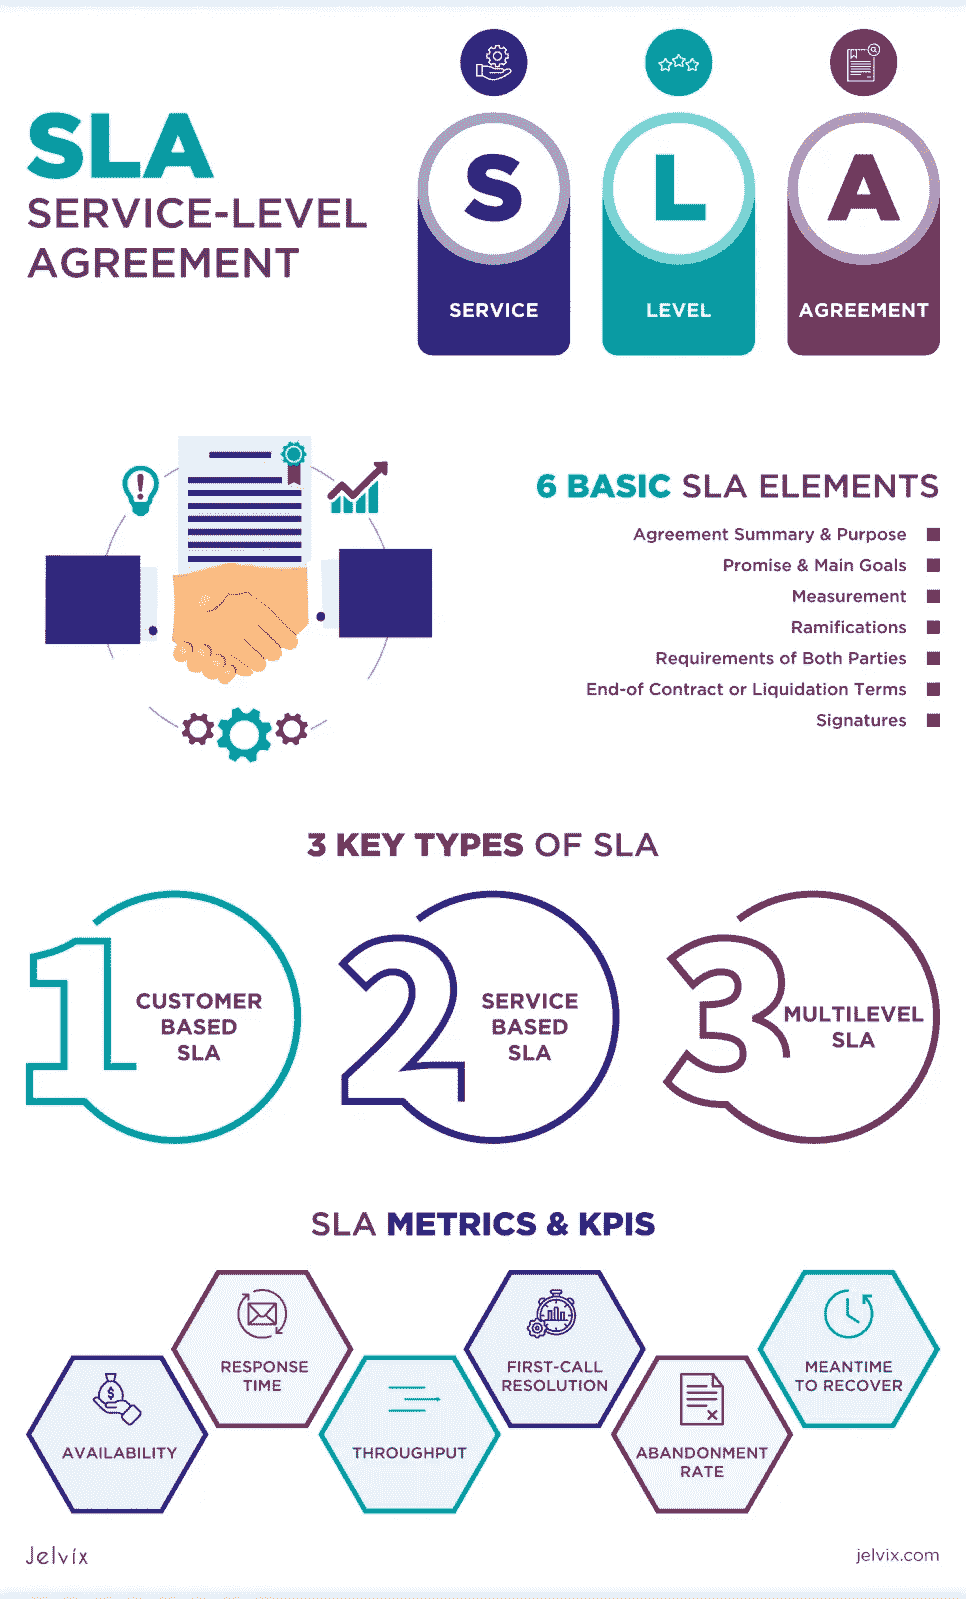 SLA
SERVICE-LEVEL
AGREEMENT
S
L
A
SERVICE
LEVEL
AGREEMENT
6 BASIC SLA ELEMENTS
Agreement Summary & Purpose
Promise & Main Goals
Measurement
Ramifications
Requirements of Both Parties
End-of Contract or Liquidation Terms
Signatures
3 KEY TYPES OF SLA
1
CUSTOMER
BASED
SLA
2
SERVICE
BASED
SLA
3
MULTILEVEL
SLA
SLA METRICS & KPIS
AVAILABILITY
RESPONSE
TIME
THROUGHPUT
FIRST-CALL
RESOLUTION
ABANDONMENT
RATE
MEANTIME
TO RECOVER
Jelvix
jelvix.com